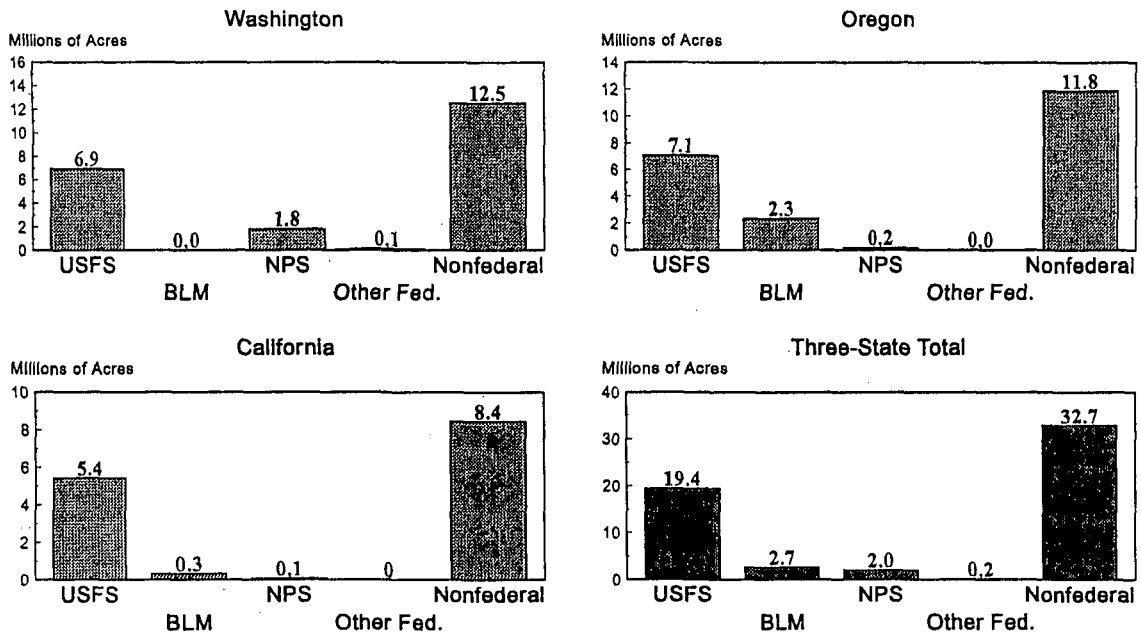 Washington
Millions of Acres
16
14
12
10
8
6
4
2
0
6.9
0,0
1.8
0,1
12.5
USFS
BLM
NPS
Other Fed.
Nonfederal
Oregon
Millions of Acres
14
12
10
8
6
4
2
0
7.1
2.3
0,2
0,0
11.8
USFS
BLM
NPS
Other Fed.
Nonfederal
California
Millions of Acres
10
8
6
4
2
0
5.4
0.3
0,1
0
8.4
USFS
BLM
NPS
Other Fed.
Nonfederal
Three-State Total
Millions of Acres
40
30
20
10
0
19.4
2.7
2.0
0,2
32.7
USFS
BLM
NPS
Other Fed.
Nonfederal